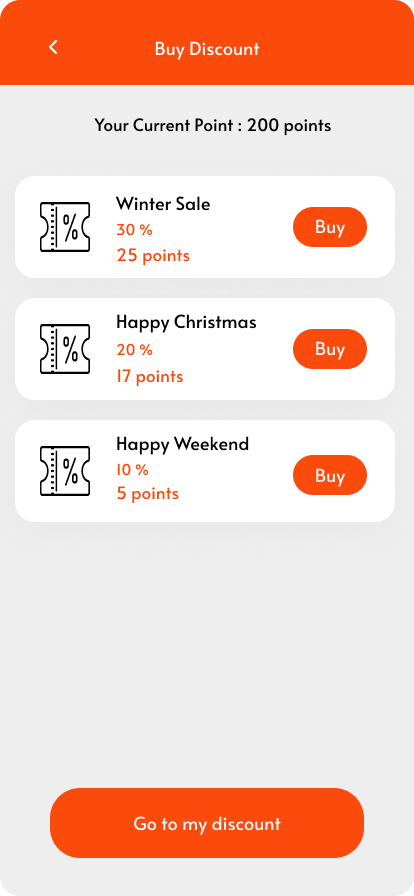 Buy Discount
Your Current Point : 200 points
%
Winter Sale
30 %
25 points
Buy
%
Happy Christmas
20 %
17 points
Buy
%
Happy Weekend
10 %
5 points
Buy
Go to my discount